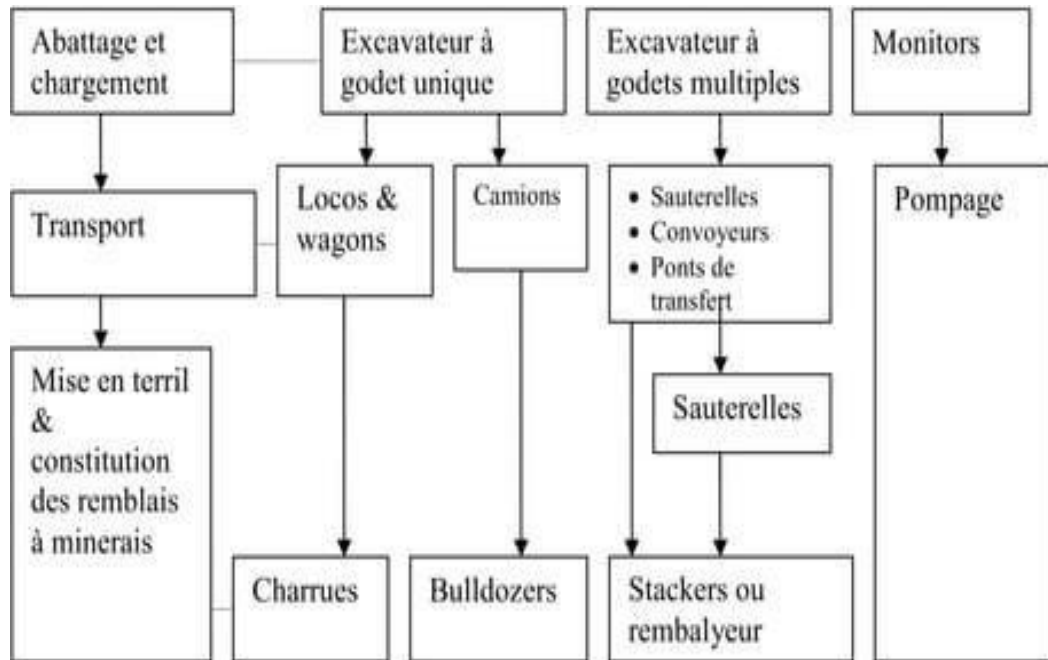 Abattage et
chargement
Excavateur à
godet unique
Excavateur à
godets multiples
Monitors
Transport
Locos &
wagons
Camions
• Sauterelles
• Convoyeurs
• Ponts de
transfert
Pompage
Mise en terril
&
constitution
des remblais
à minerais
Sauterelles
Charrues
Bulldozers
Stackers ou
rembalyeur